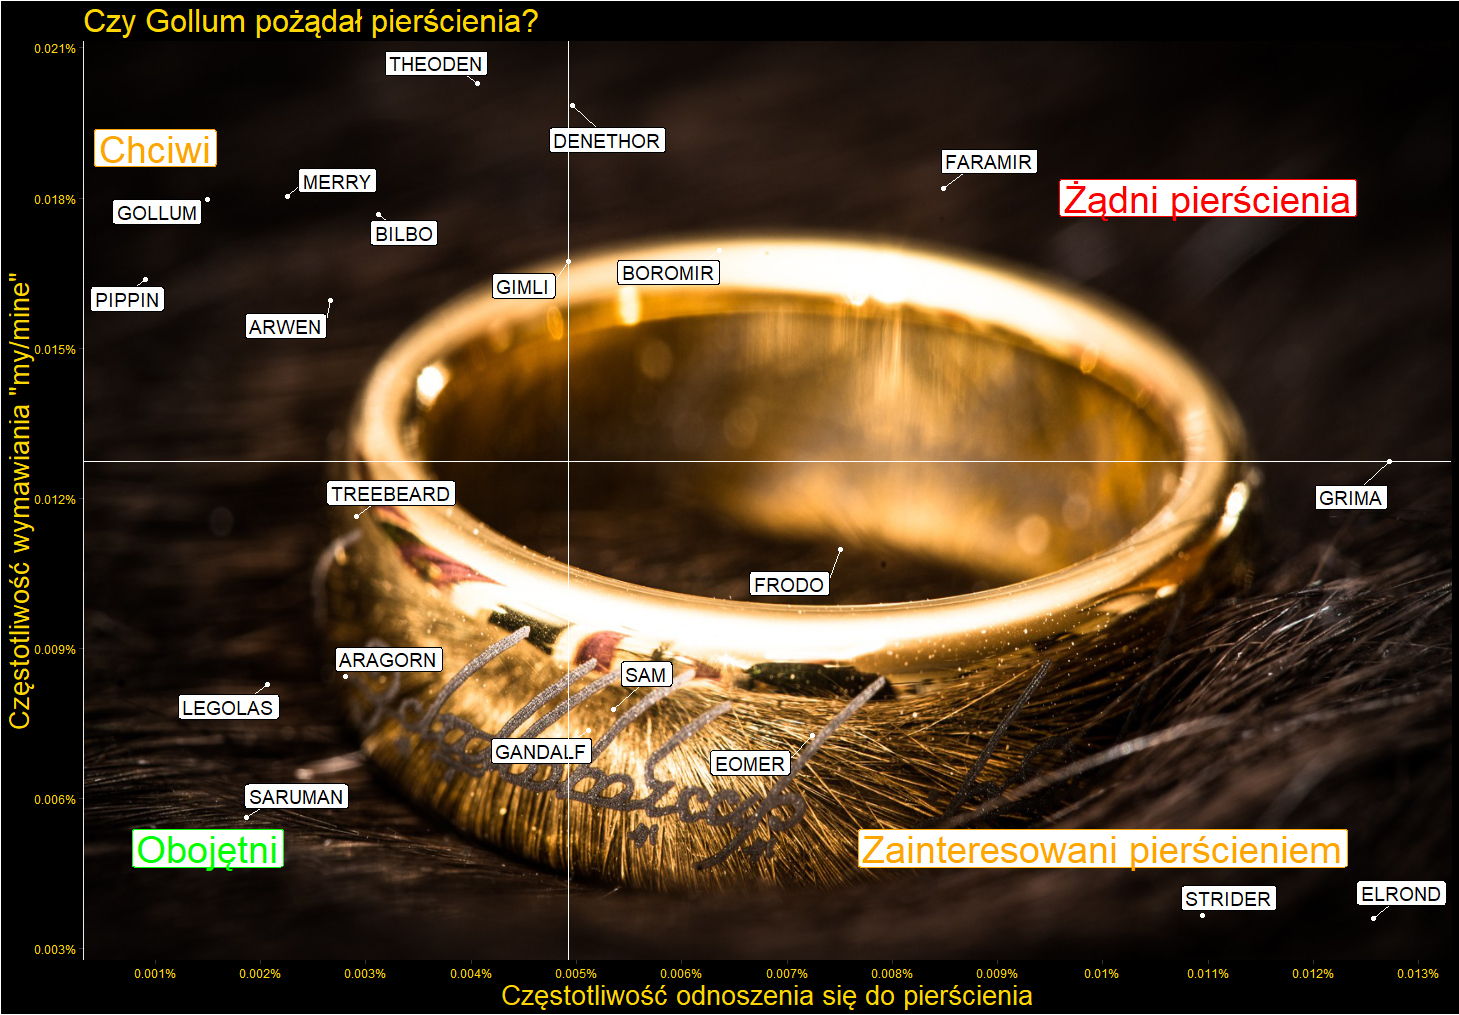 Czy Gollum pożądał pierścienia?
0.021%
THEODEN
DENETHOR
Chciwi
FARAMIR
MERRY
Żądni pierścienia
0.018%
GOLLUM
BILBO
GIMLI
BOROMIR
PIPPIN
ARWEN
0.015%
Częstotliwość wymawiania "my/mine"
TREEBEARD
0.012%
GRIMA
FRODO
0.009%
ARAGORN
SAM
LEGOLAS
GANDALF
EOMER
0.006%
SARUMAN
Obojętni
Zainteresowani pierścieniem
STRIDER
ELROND
0.003%
0.001% 0.002% 0.003% 0.004% 0.005% 0.006% 0.007% 0.008% 0.009% 0.01% 0.011% 0.012% 0.013%
Częstotliwość odnoszenia się do pierścienia